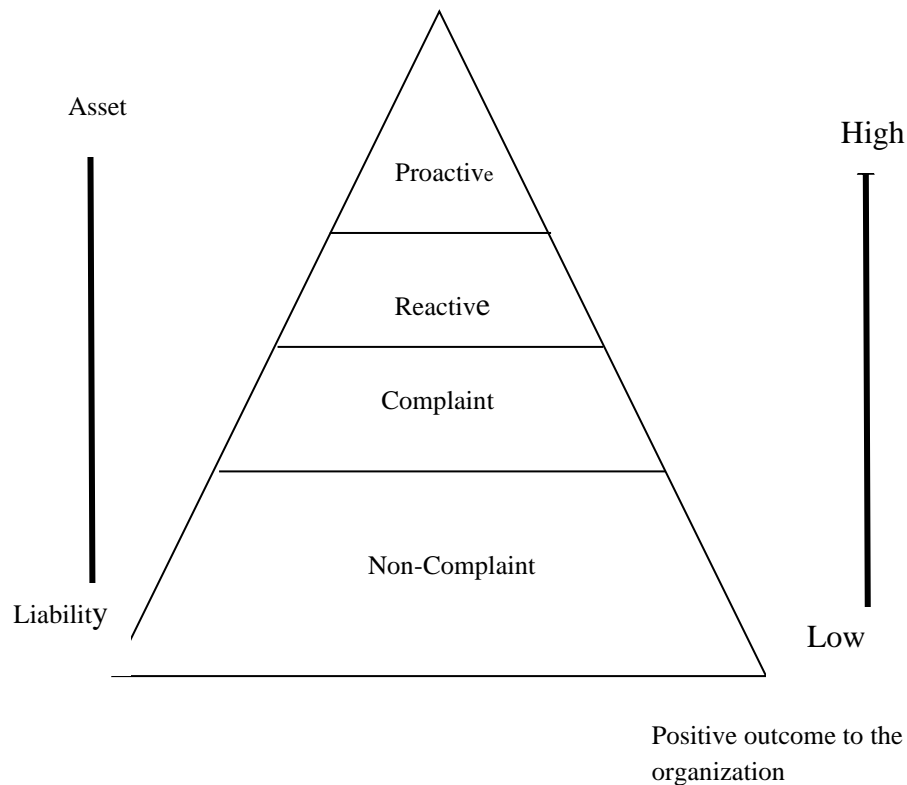 Asset
High
Proactive
Reactive
Complaint
Non-Complaint
Liability
Low
Positive outcome to the
organization